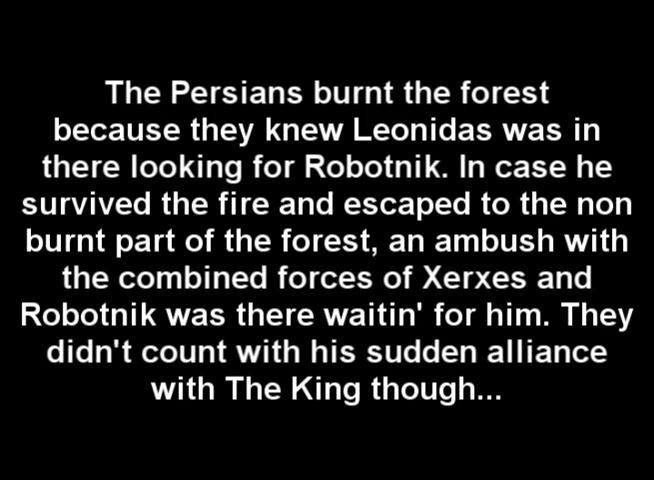 The Persians burnt the forest
because they knew Leonidas was in
there looking for Robotnik. In case he
survived the fire and escaped to the non
burnt part of the forest, an ambush with
the combined forces of Xerxes and
Robotnik was there waitin' for him. They
didn't count with his sudden alliance
with The King though...